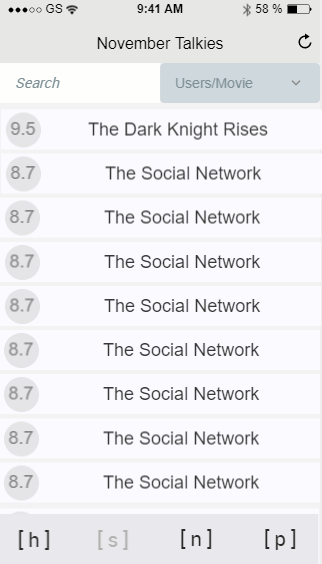 GS 9:41 AM 58 %
November Talkies
Search Users/Movie
9.5 The Dark Knight Rises
8.7 The Social Network
8.7 The Social Network
8.7 The Social Network
8.7 The Social Network
8.7 The Social Network
8.7 The Social Network
8.7 The Social Network
8.7 The Social Network
[h] [s] [n] [p]